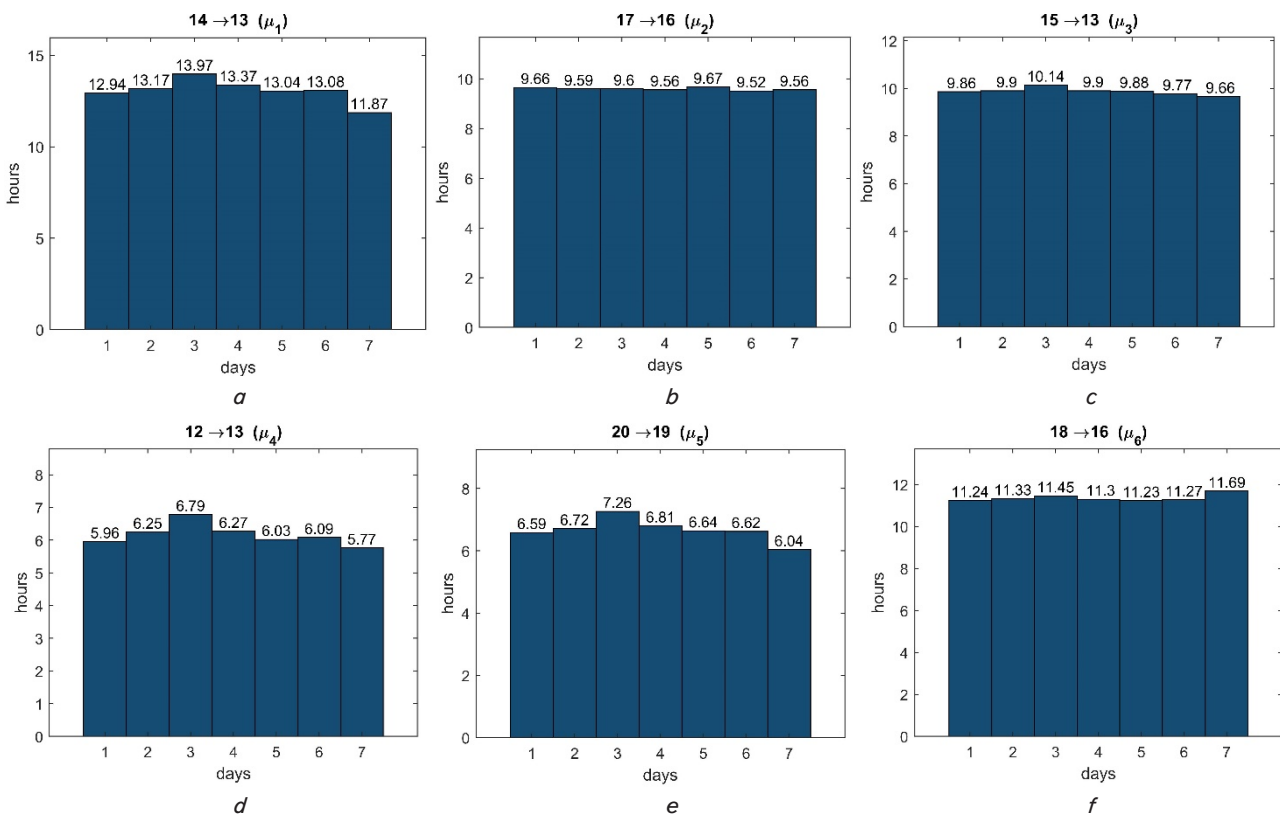 14 →13 (μ1)
15
10
5
0
hours
12.94 13.17 13.97 13.37 13.04 13.08 11.87
1 2 3 4 5 6 7
days
a
17 →16 (μ2)
10
8
6
4
2
0
hours
9.66 9.59 9.6 9.56 9.67 9.52 9.56
1 2 3 4 5 6 7
days
b
15 →13 (μ3)
12
10
8
6
4
2
0
hours
9.86 9.9 10.14 9.9 9.88 9.77 9.66
1 2 3 4 5 6 7
days
c
12 →13 (μ4)
8
7
6
5
4
3
2
1
0
hours
5.96 6.25 6.79 6.27 6.03 6.09 5.77
1 2 3 4 5 6 7
days
d
20 →19 (μ5)
8
6
4
2
0
hours
6.59 6.72 7.26 6.81 6.64 6.62 6.04
1 2 3 4 5 6 7
days
e
18 →16 (μ6)
12
10
8
6
4
2
0
hours
11.24 11.33 11.45 11.3 11.23 11.27 11.69
1 2 3 4 5 6 7
days
f